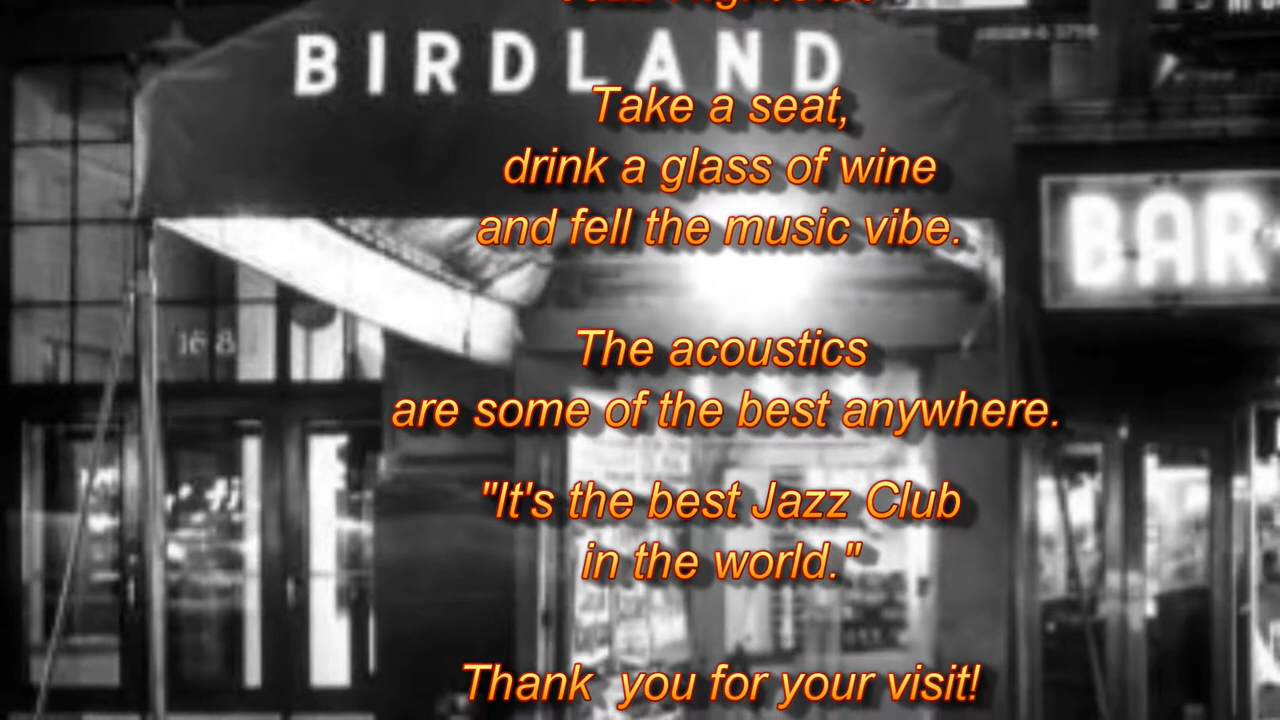 BIRDLAND
Take a seat,
drink a glass of wine
and fell the music vibe.
BAR
The acoustics
are some of the best anywhere.
"It's the best Jazz Club
in the world."
Thank  you for your visit!